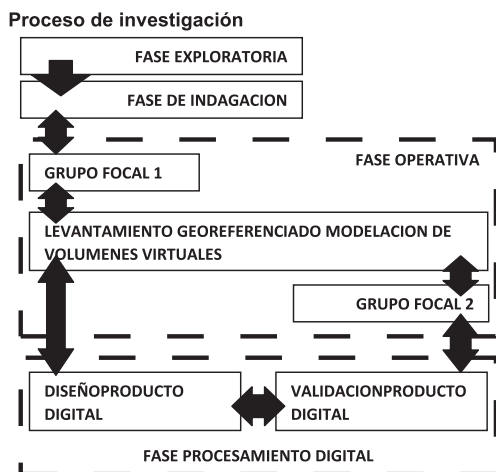 Proceso de investigación
FASE EXPLORATORIA
FASE DE INDAGACION
FASE OPERATIVA
GRUPO FOCAL 1
LEVANTAMIENTO GEOREFERENCIADO MODELACION DE
VOLUMENES VIRTUALES
GRUPO FOCAL 2
DISEÑOPRODUCTO
DIGITAL
VALIDACIONPRODUCTO
DIGITAL
FASE PROCESAMIENTO DIGITAL